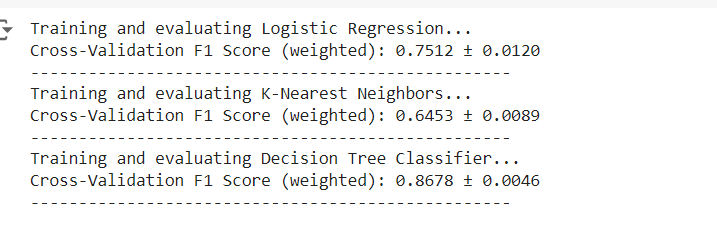 Training and evaluating Logistic Regression...
Cross-Validation F1 Score (weighted): 0.7512 ± 0.0120
--------------------------------------------------
Training and evaluating K-Nearest Neighbors...
Cross-Validation F1 Score (weighted): 0.6453 ± 0.0089
--------------------------------------------------
Training and evaluating Decision Tree Classifier...
Cross-Validation F1 Score (weighted): 0.8678 ± 0.0046
--------------------------------------------------